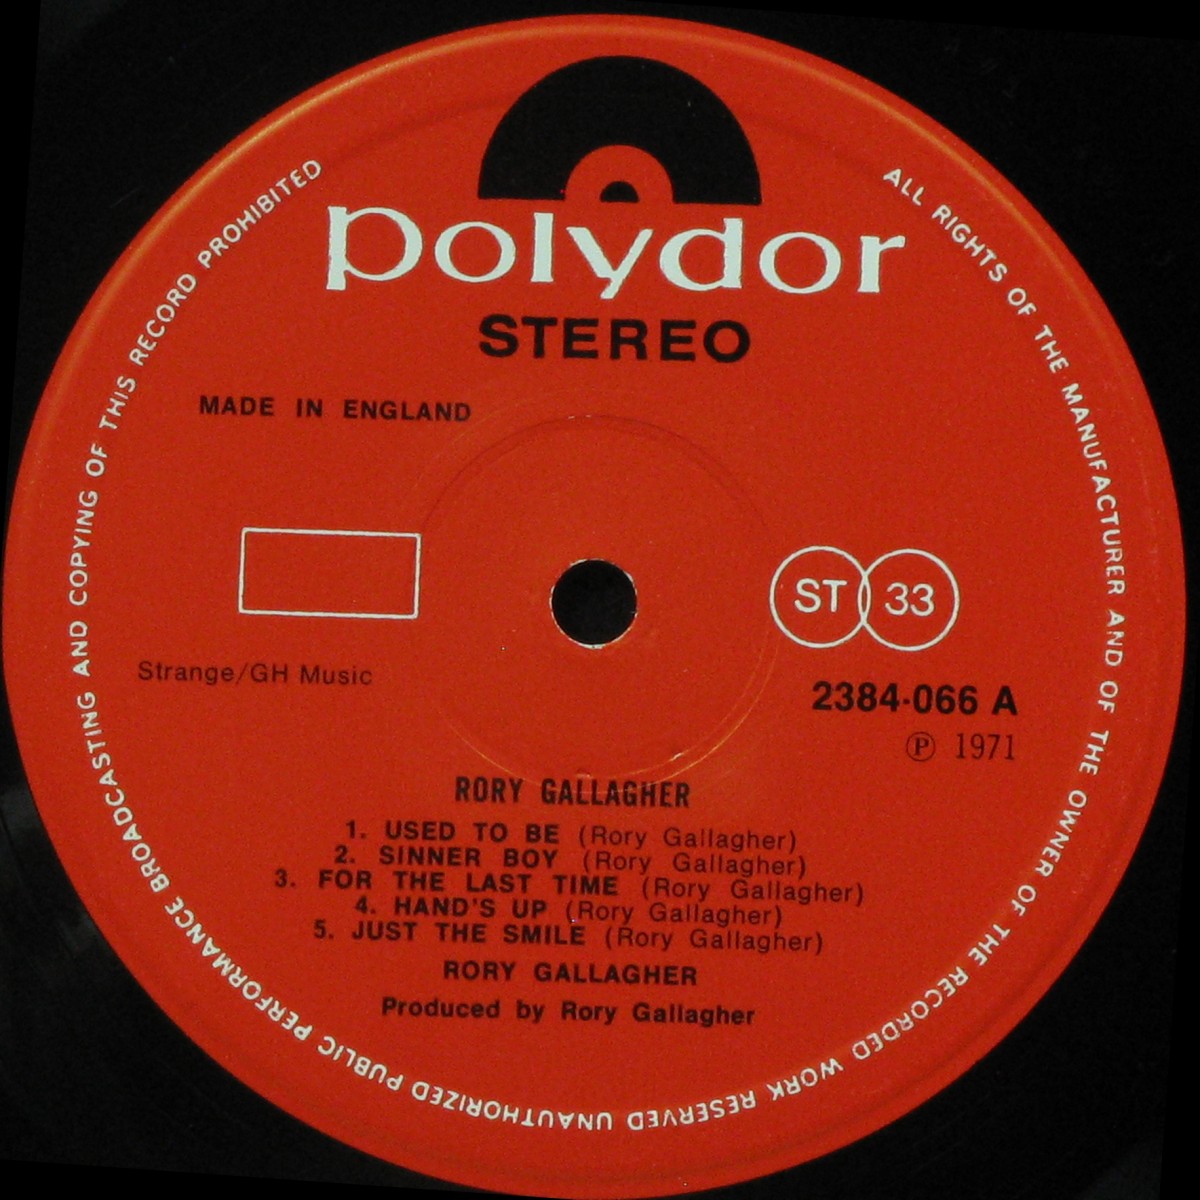 polydor
STEREO
MADE IN ENGLAND
ST 33
Strange/GH Music
2384-066 A
℗ 1971
RORY GALLAGHER
1. USED TO BE (Rory Gallagher)
2. SINNER BOY (Rory Gallagher)
3. FOR THE LAST TIME (Rory Gallagher)
4. HAND'S UP (Rory Gallagher)
5. JUST THE SMILE (Rory Gallagher)
RORY GALLAGHER
Produced by Rory Gallagher
ALL RIGHTS OF THE MANUFACTURER AND OF THE OWNER OF THE RECORDED WORK RESERVED UNAUTHORIZED PUBLIC PERFORMANCE BROADCASTING AND COPYING OF THIS RECORD PROHIBITED